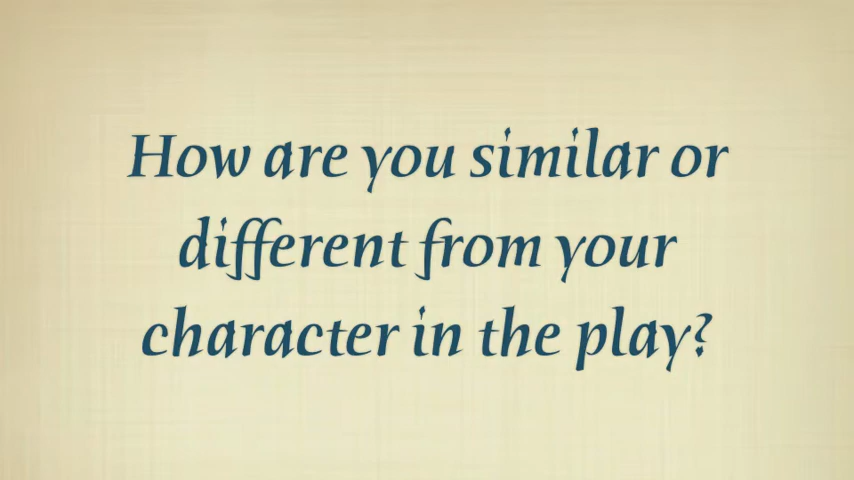 How are you similar or
different from your
character in the play?